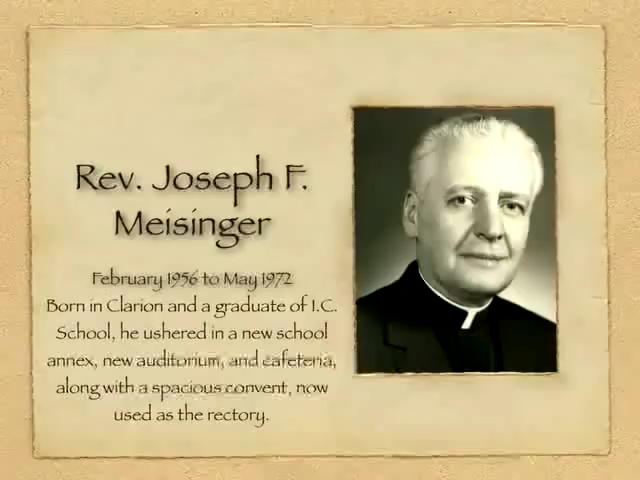 Rev. Joseph F.
Meisinger
February 1956 to May 1972
Born in Clarion and a graduate of I.C.
School, he ushered in a new school
annex, new auditorium, and cafeteria,
along with a spacious convent, now
used as the rectory.